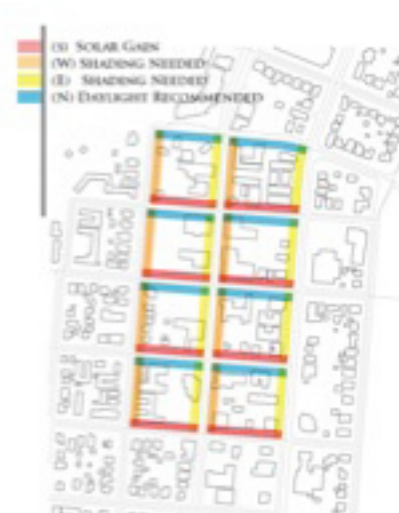 (S) SOLAR GAIN
(W) SHADING NEEDED
(E) SHADING NEEDED
(N) DAYLIGHT RECOMMENDED